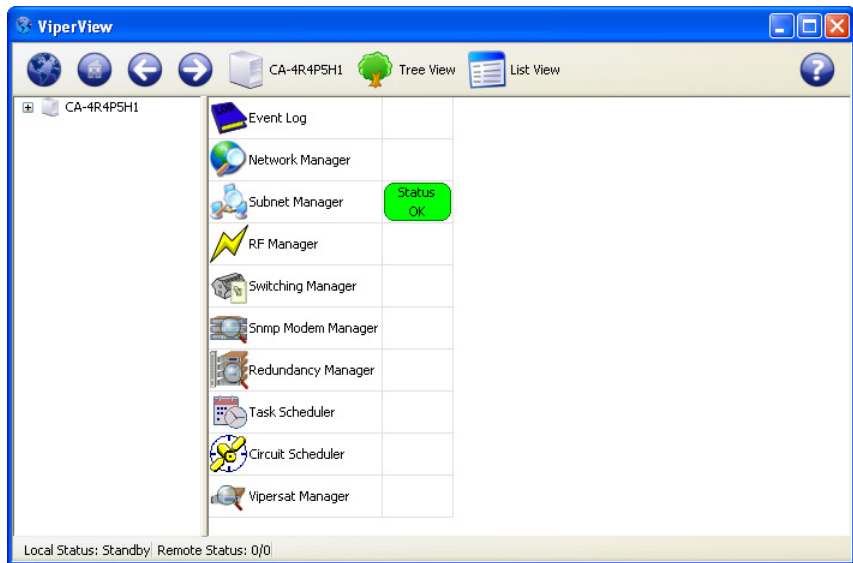 ViperView
CA-4R4P5H1 Tree View List View
CA-4R4P5H1
LOG
Event Log
Network Manager
Subnet Manager
Status
OK
RF Manager
Switching Manager
Snmp Modem Manager
Redundancy Manager
Task Scheduler
Circuit Scheduler
Vipersat Manager
Local Status: Standby Remote Status: 0/0